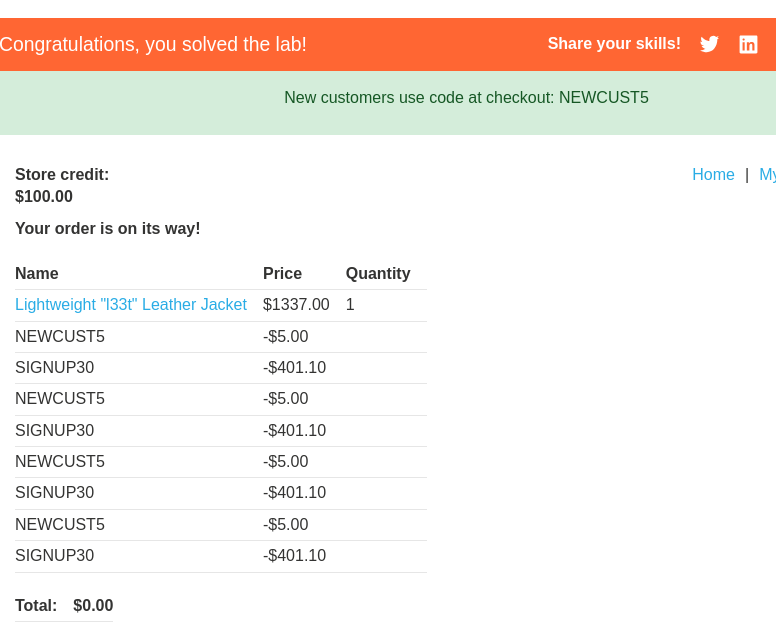 Congratulations, you solved the lab!
Share your skills!
New customers use code at checkout: NEWCUST5
Store credit:
$100.00
Home | My
Your order is on its way!
Name Price Quantity
Lightweight "l33t" Leather Jacket $1337.00 1
NEWCUST5 -$5.00
SIGNUP30 -$401.10
NEWCUST5 -$5.00
SIGNUP30 -$401.10
NEWCUST5 -$5.00
SIGNUP30 -$401.10
NEWCUST5 -$5.00
SIGNUP30 -$401.10
Total: $0.00